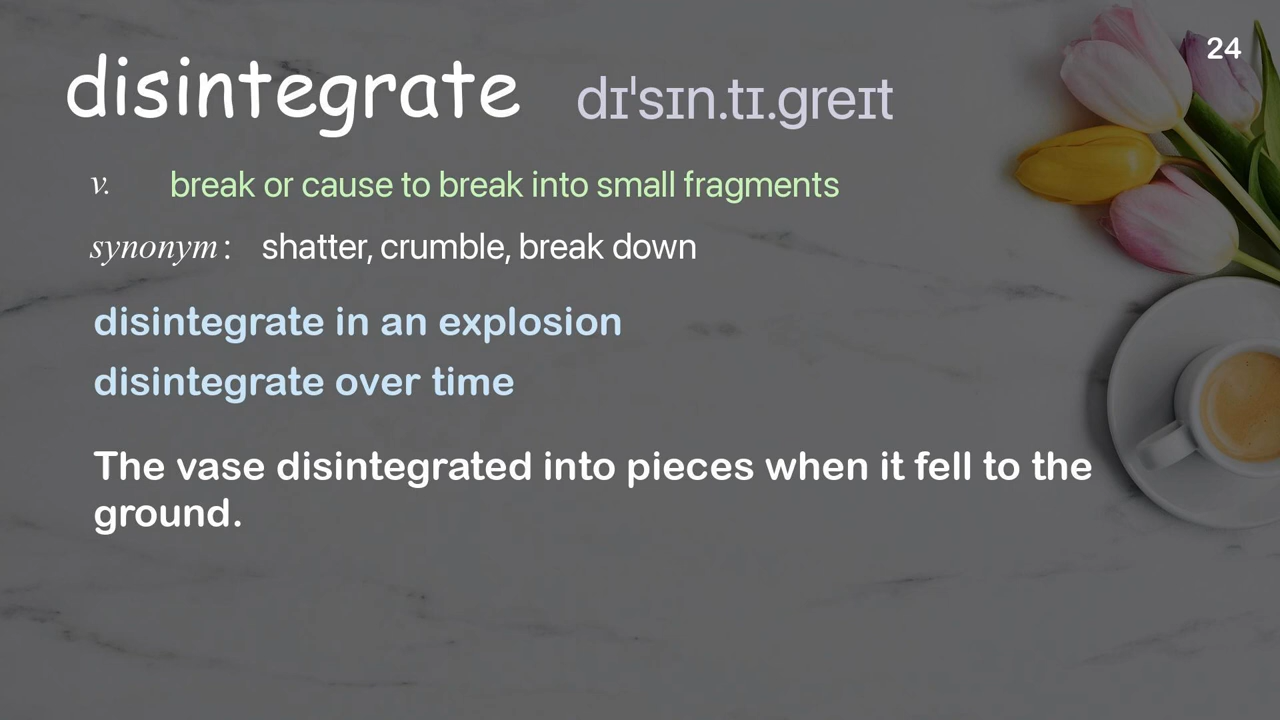 24
disintegrate dɪˈsɪn.tɪ.ɡreɪt
v. break or cause to break into small fragments
synonym : shatter, crumble, break down
disintegrate in an explosion
disintegrate over time
The vase disintegrated into pieces when it fell to the
ground.